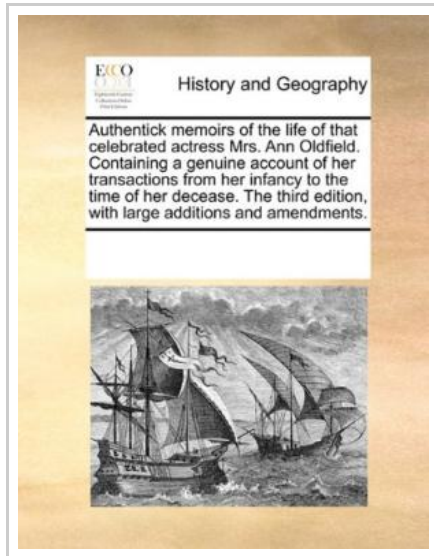 ECCO
History and Geography
Authentick memoirs of the life of that
celebrated actress Mrs. Ann Oldfield.
Containing a genuine account of her
transactions from her infancy to the
time of her decease. The third edition,
with large additions and amendments.